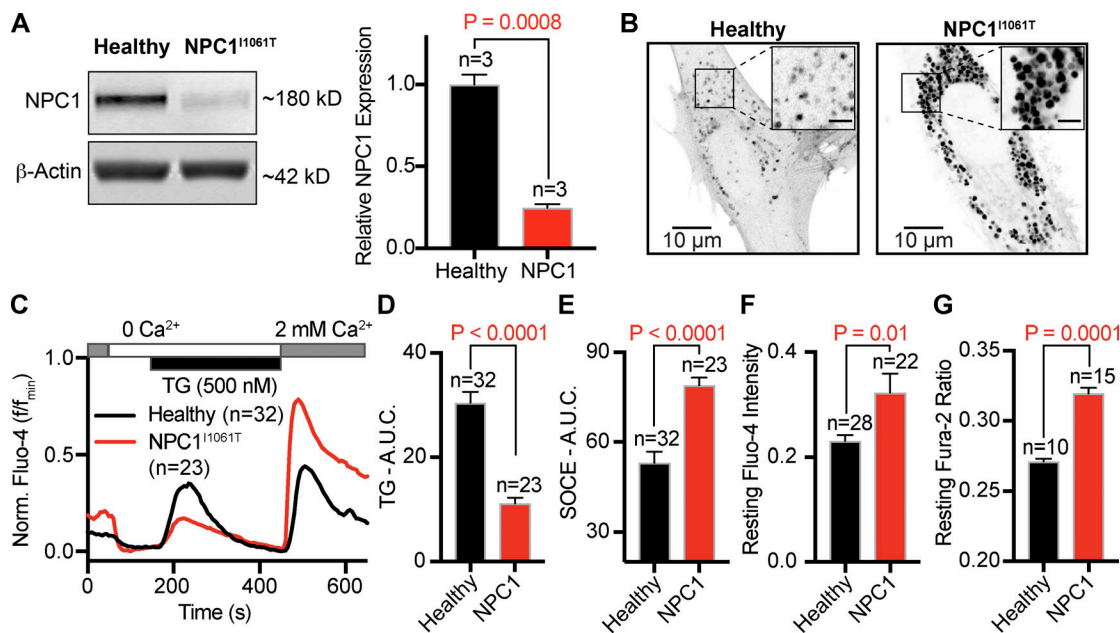 A
Healthy NPC1I1061T
NPC1
~180 kD
β-Actin
~42 kD
P = 0.0008
n=3
n=3
Relative NPC1 Expression
1.0
0.5
0.0
Healthy NPC1
B
Healthy
NPC1I1061T
10 µm
10 µm
C
0 Ca2+
2 mM Ca2+
TG (500 nM)
Healthy (n=32)
NPC1I1061T
(n=23)
Norm. Fluo-4 (f/fmin)
1.0
0.5
0.0
0 200 400 600
Time (s)
D
P < 0.0001
n=32
n=23
TG - A.U.C.
40
20
0
Healthy
NPC1
E
P < 0.0001
n=23
n=32
SOCE - A.U.C.
90
60
30
Healthy
NPC1
F
P = 0.01
n=22
n=28
Resting Fluo-4 Intensity
0.4
0.2
0.0
Healthy
NPC1
G
P = 0.0001
n=15
n=10
Resting Fura-2 Ratio
0.35
0.30
0.25
0.20
Healthy
NPC1